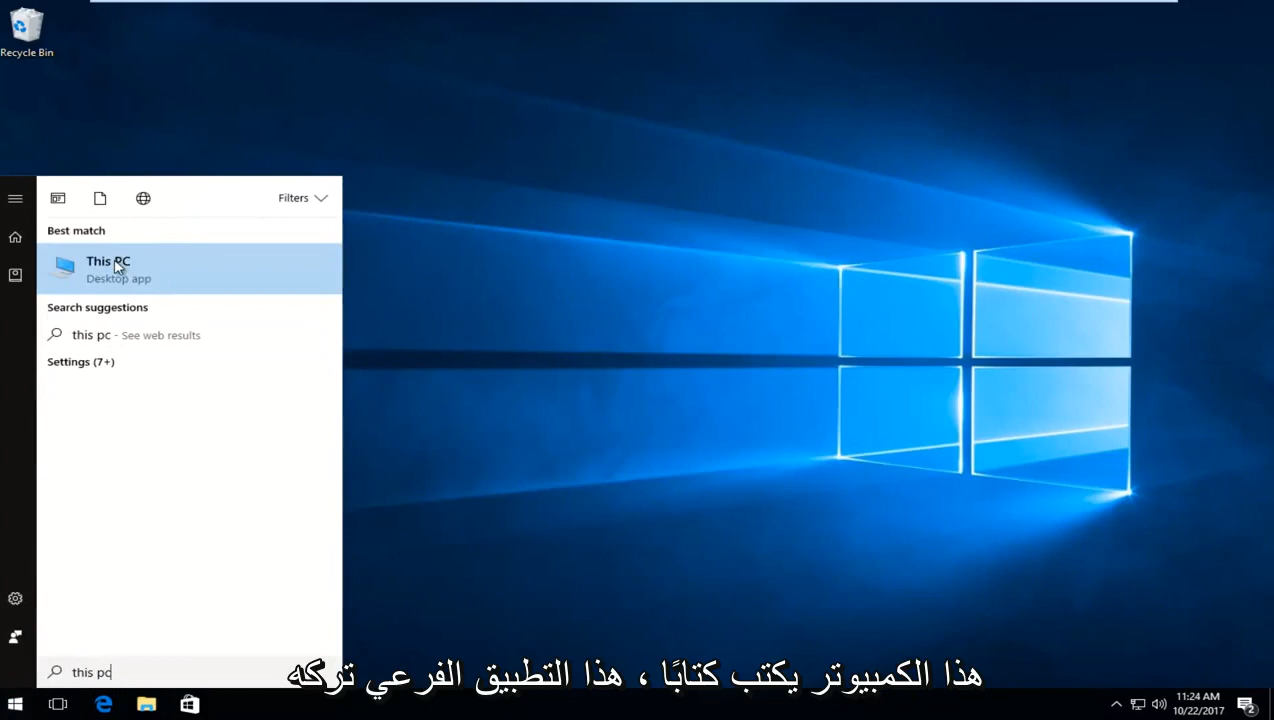 Recycle Bin
Filters
Best match
This PC
Desktop app
Search suggestions
this pc - See web results
Settings (7+)
this pc
هذا الكمبيوتر يكتب كتابًا ، هذا التطبيق الفرعي تركه
11:24 AM
10/22/2017
2